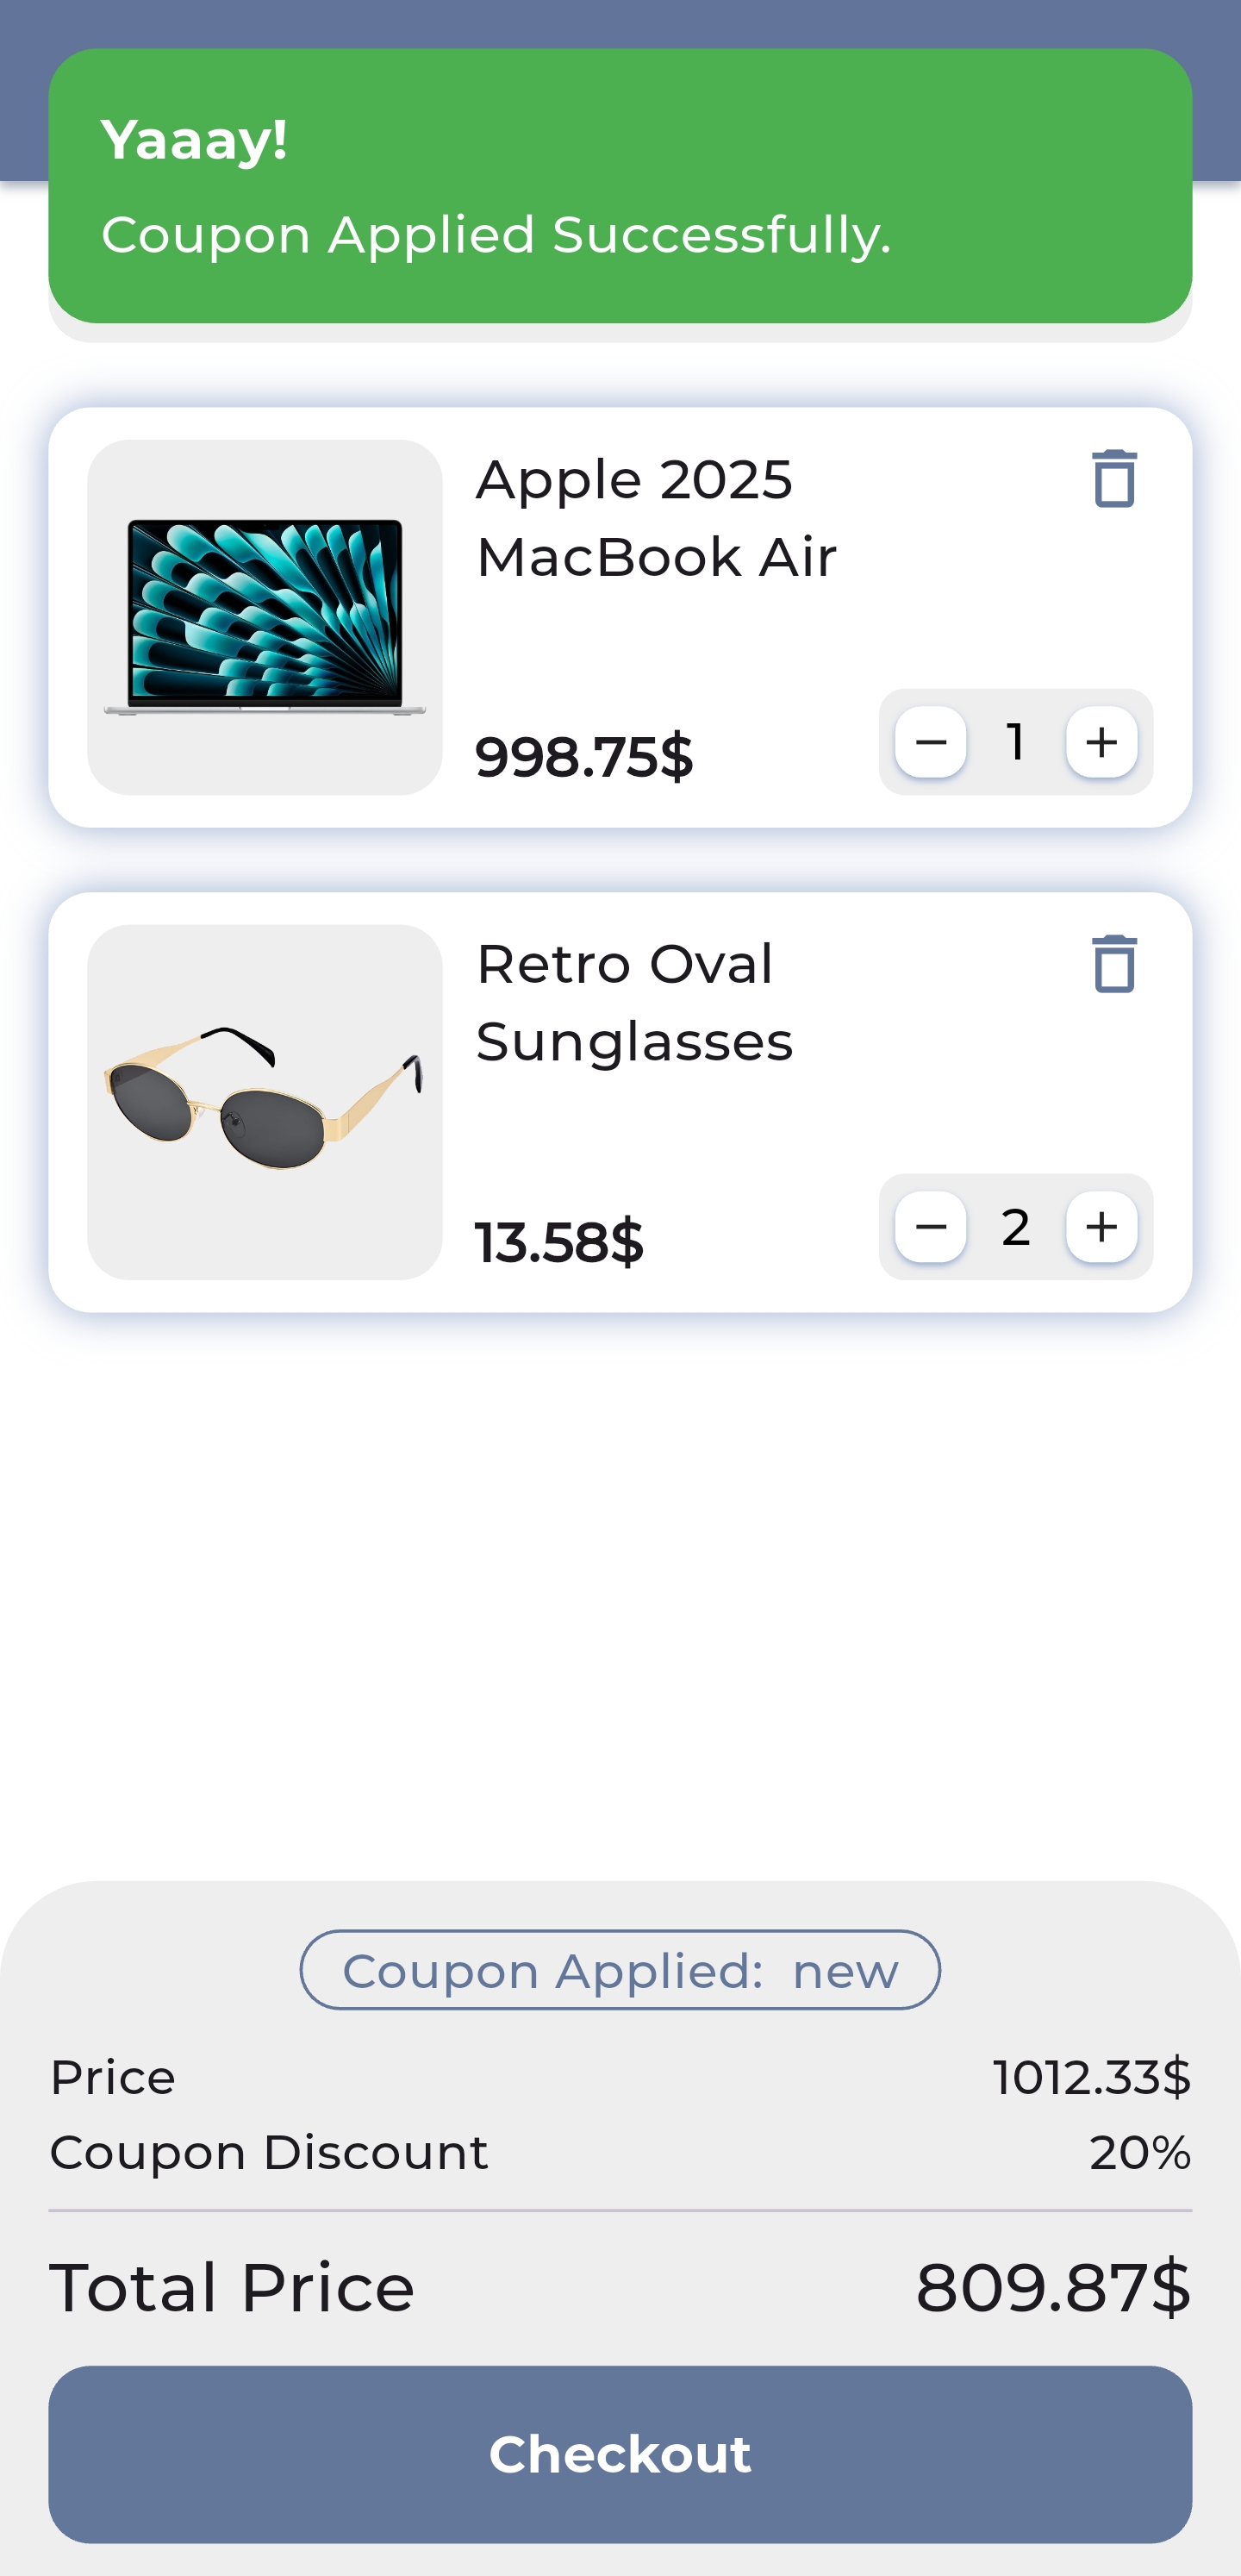 Yaaay!
Coupon Applied Successfully.
Apple 2025
MacBook Air
998.75$
1
Retro Oval
Sunglasses
13.58$
2
Coupon Applied: new
Price 1012.33$
Coupon Discount 20%
Total Price 809.87$
Checkout